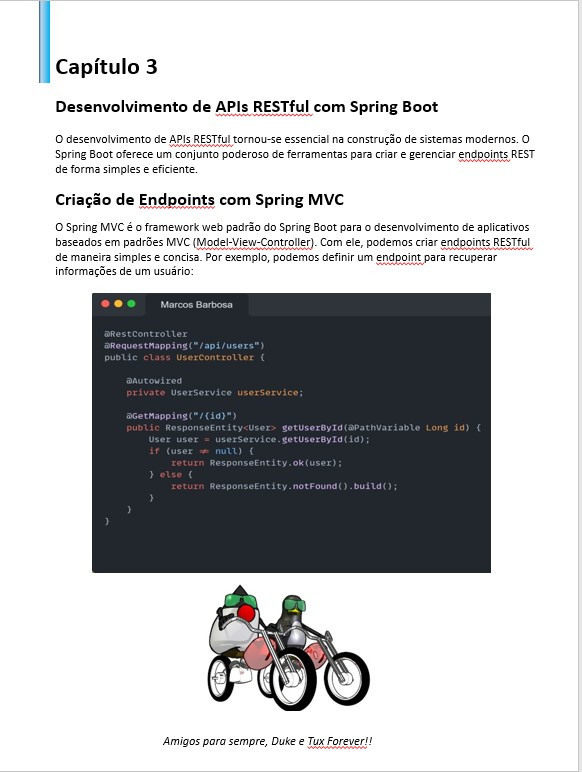 Capítulo 3
Desenvolvimento de APIs RESTful com Spring Boot
O desenvolvimento de APIs RESTful tornou-se essencial na construção de sistemas modernos. O
Spring Boot oferece um conjunto poderoso de ferramentas para criar e gerenciar endpoints REST
de forma simples e eficiente.
Criação de Endpoints com Spring MVC
O Spring MVC é o framework web padrão do Spring Boot para o desenvolvimento de aplicativos
baseados em padrões MVC (Model-View-Controller). Com ele, podemos criar endpoints RESTful
de maneira simples e concisa. Por exemplo, podemos definir um endpoint para recuperar
informações de um usuário:
Marcos Barbosa
@RestController
@RequestMapping("/api/users")
public class UserController {
@Autowired
private UserService userService;
@GetMapping("/{id}")
public ResponseEntity<User> getUserById(@PathVariable Long id) {
User user = userService.getUserById(id);
if (user ≠ null) {
return ResponseEntity.ok(user);
} else {
return ResponseEntity.notFound().build();
}
}
}
Amigos para sempre, Duke e Tux Forever!!